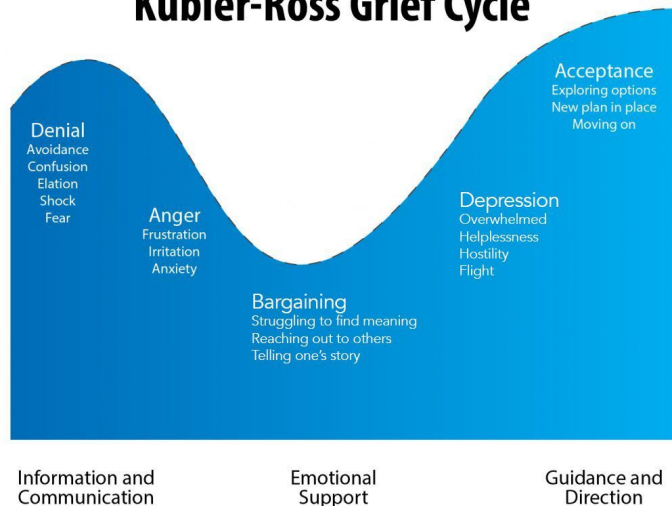 Kubler-Ross Grief Cycle
Denial
Avoidance
Confusion
Elation
Shock
Fear
Anger
Frustration
Irritation
Anxiety
Bargaining
Struggling to find meaning
Reaching out to others
Telling one's story
Depression
Overwhelmed
Helplessness
Hostility
Flight
Acceptance
Exploring options
New plan in place
Moving on
Information and
Communication
Emotional
Support
Guidance and
Direction